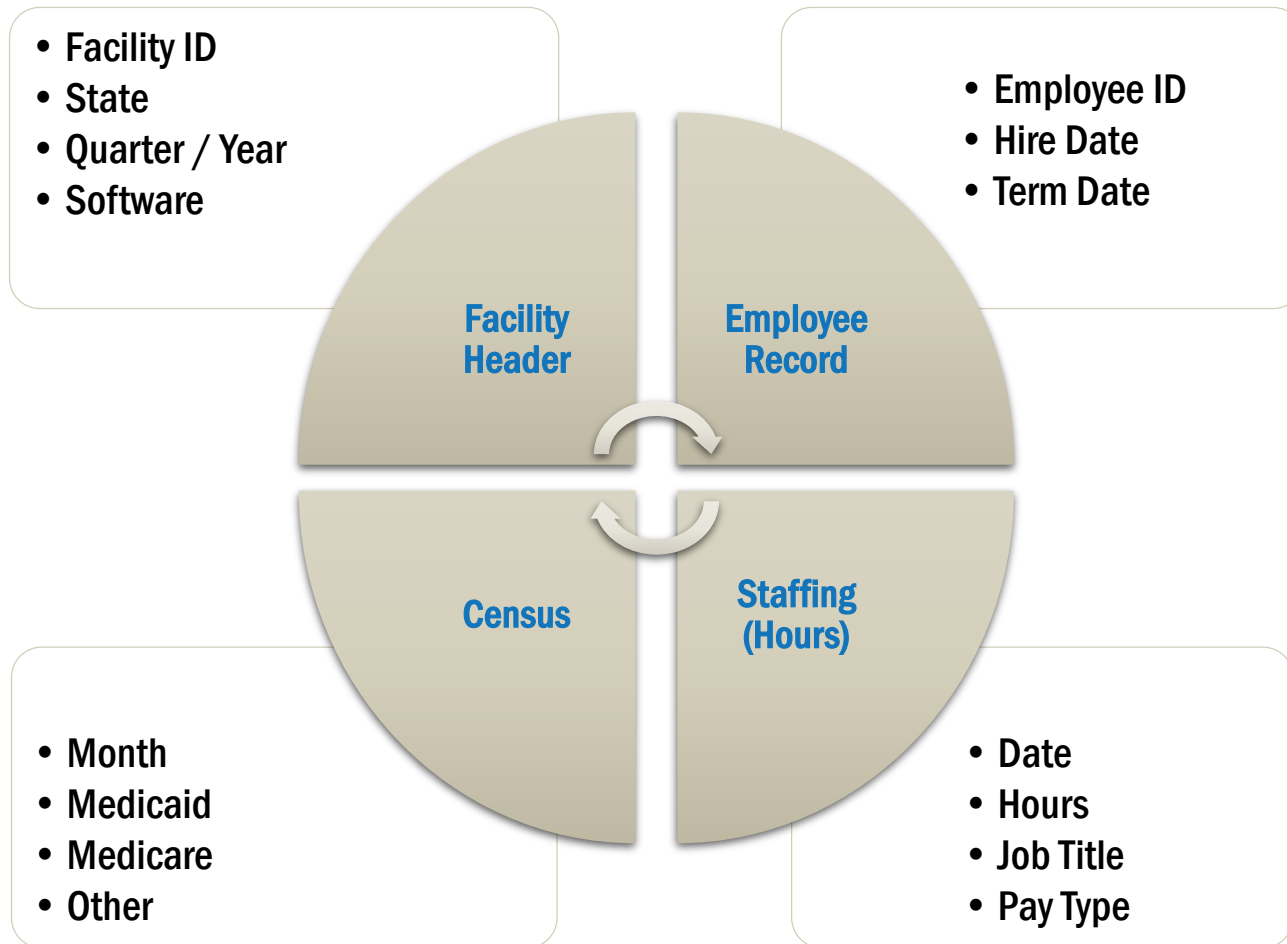 • Facility ID
• State
• Quarter / Year
• Software
• Employee ID
• Hire Date
• Term Date
Facility
Header
Employee
Record
Census
Staffing
(Hours)
• Month
• Medicaid
• Medicare
• Other
• Date
• Hours
• Job Title
• Pay Type